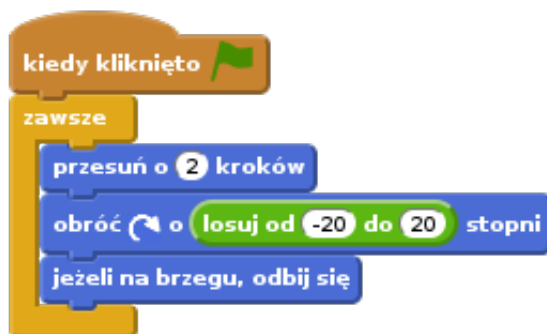 kiedy kliknięto
zawsze
przesuń o 2 kroków
obróć o losuj od -20 do 20 stopni
jeżeli na brzegu, odbij się